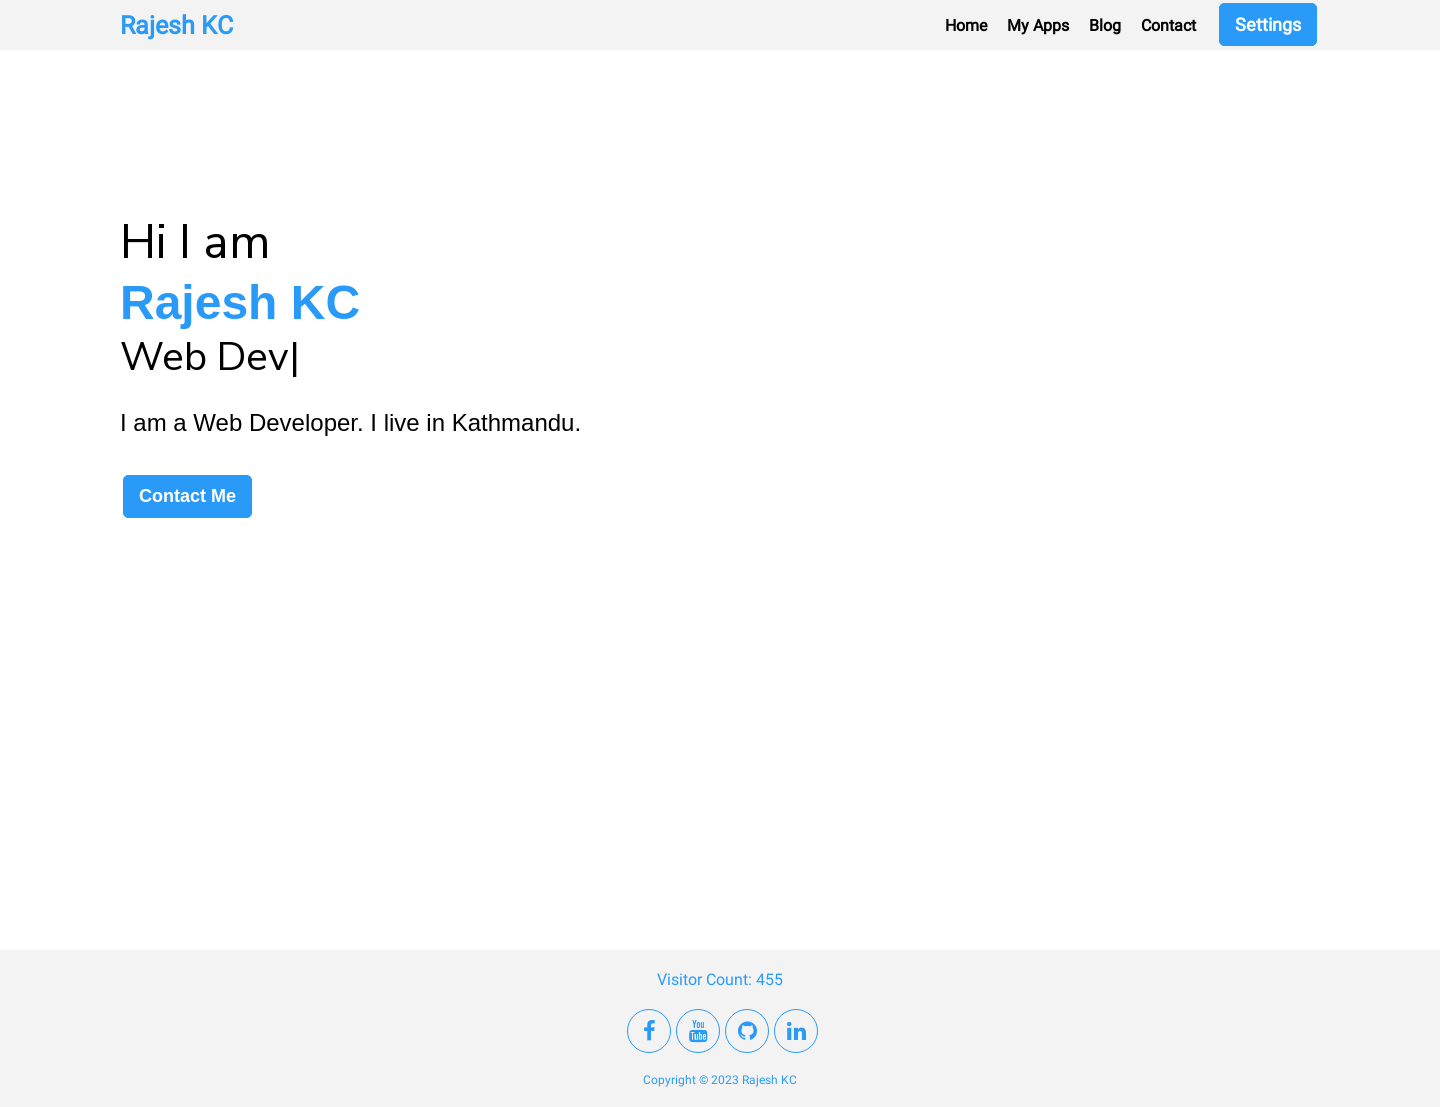 Rajesh KC
Home My Apps Blog Contact Settings
Hi I am
Rajesh KC
Web Dev|
I am a Web Developer. I live in Kathmandu.
Contact Me
Visitor Count: 455
You Tube
Copyright © 2023 Rajesh KC